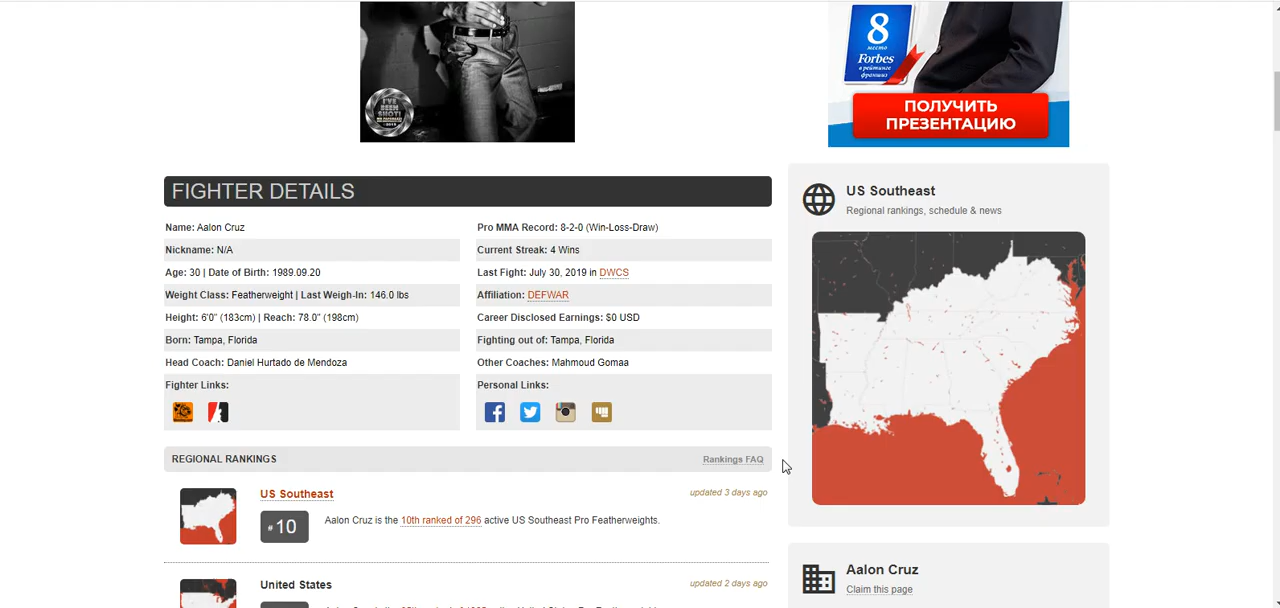 I'VE
BEEN
SHOT!
8
место
Forbes
в рейтинге
франшиз
ПОЛУЧИТЬ
ПРЕЗЕНТАЦИЮ
FIGHTER DETAILS
Name: Aalon Cruz
Pro MMA Record: 8-2-0 (Win-Loss-Draw)
Nickname: N/A
Current Streak: 4 Wins
Age: 30 | Date of Birth: 1989.09.20
Last Fight: July 30, 2019 in DWCS
Weight Class: Featherweight | Last Weigh-In: 146.0 lbs
Affiliation: DEFWAR
Height: 6'0" (183cm) | Reach: 78.0" (198cm)
Career Disclosed Earnings: $0 USD
Born: Tampa, Florida
Fighting out of: Tampa, Florida
Head Coach: Daniel Hurtado de Mendoza
Other Coaches: Mahmoud Gomaa
Fighter Links:
Personal Links:
REGIONAL RANKINGS
Rankings FAQ
US Southeast
updated 3 days ago
#10
Aalon Cruz is the 10th ranked of 296 active US Southeast Pro Featherweights.
United States
updated 2 days ago
US Southeast
Regional rankings, schedule & news
Aalon Cruz
Claim this page